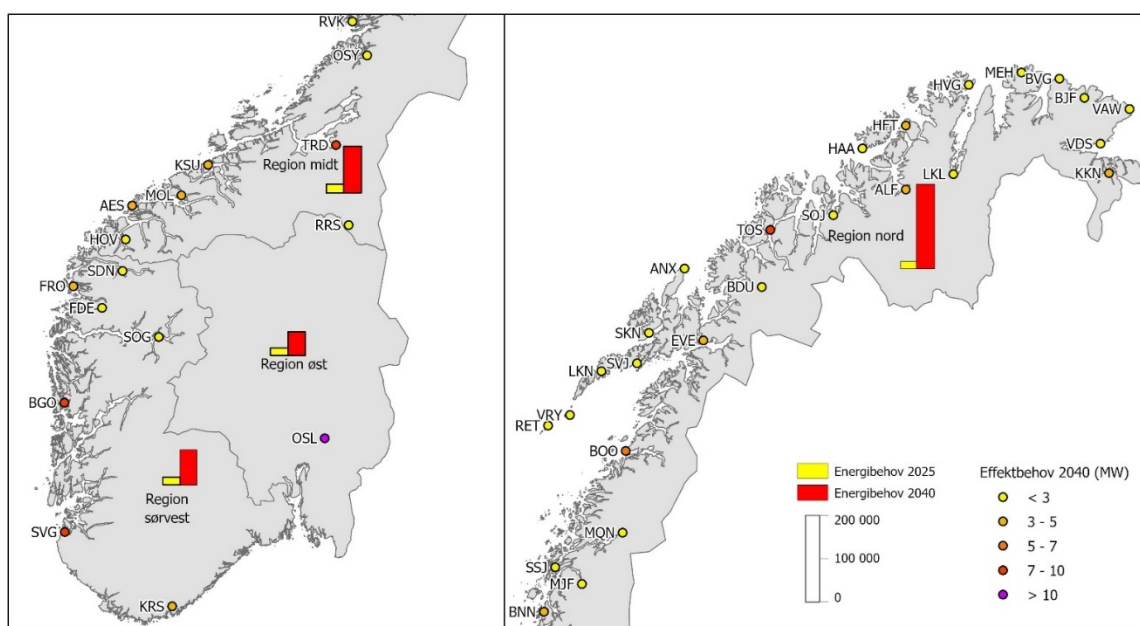 RVK
OSY
TRD
Region midt
KSU
MOL
AES
HOV
RRS
SDN
FRO
FDE
SOG
Region øst
BGO
OSL
Region
sørvest
SVG
KRS
MEH
BVG
HVG
BJF
VAW
HFT
HAA
VDS
LKL
KKN
ALF
SOJ
TOS
Region nord
ANX
BDU
SKN
EVE
SVJ
LKN
VRY
RET
BOO
MQN
SSJ
MJF
BNN
Energibehov 2025
Energibehov 2040
200 000
100 000
0
Effektbehov 2040 (MW)
< 3
3 - 5
5 - 7
7 - 10
> 10